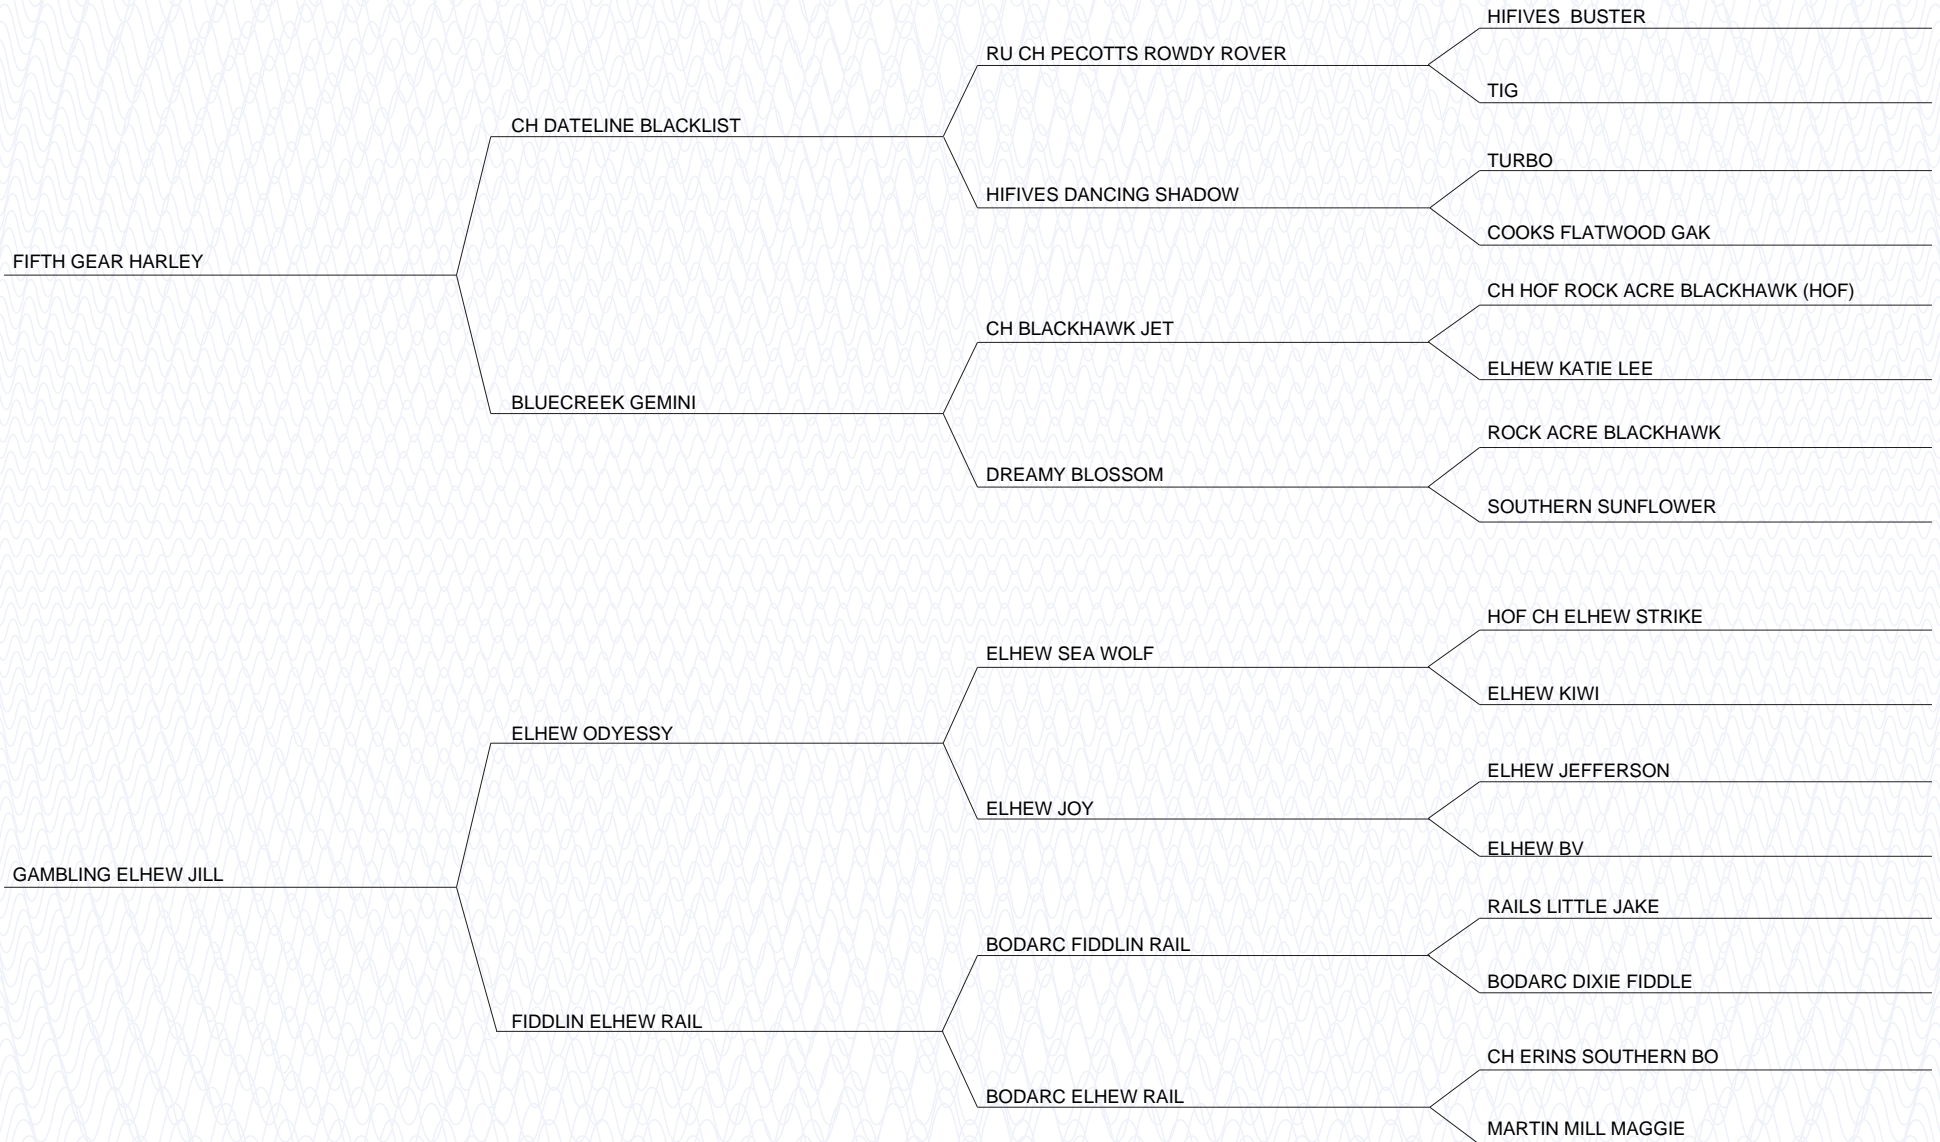 HIFIVES  BUSTER
RU CH PECOTTS ROWDY ROVER
TIG
CH DATELINE BLACKLIST
TURBO
HIFIVES DANCING SHADOW
COOKS FLATWOOD GAK
FIFTH GEAR HARLEY
CH HOF ROCK ACRE BLACKHAWK (HOF)
CH BLACKHAWK JET
ELHEW KATIE LEE
BLUECREEK GEMINI
ROCK ACRE BLACKHAWK
DREAMY BLOSSOM
SOUTHERN SUNFLOWER
HOF CH ELHEW STRIKE
ELHEW SEA WOLF
ELHEW KIWI
ELHEW ODYESSY
ELHEW JEFFERSON
ELHEW JOY
ELHEW BV
GAMBLING ELHEW JILL
RAILS LITTLE JAKE
BODARC FIDDLIN RAIL
BODARC DIXIE FIDDLE
FIDDLIN ELHEW RAIL
CH ERINS SOUTHERN BO
BODARC ELHEW RAIL
MARTIN MILL MAGGIE